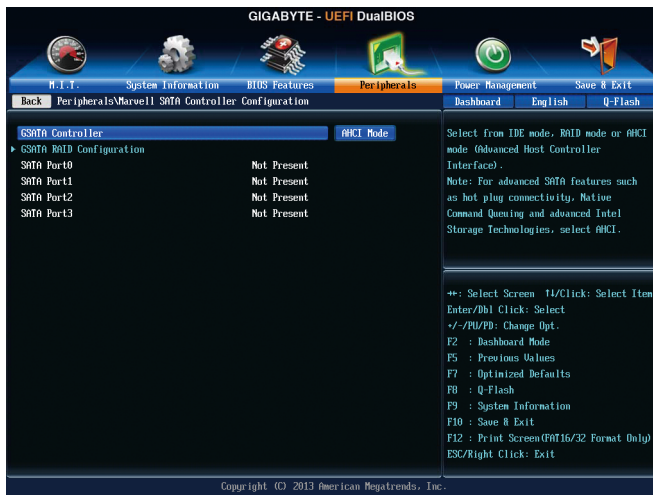 GIGABYTE - UEFI DualBIOS
M.I.T. System Information BIOS Features Peripherals Power Management Save & Exit
Back Peripherals\Marvell SATA Controller Configuration Dashboard English Q-Flash
GSATA Controller AHCI Mode
GSATA RAID Configuration
SATA Port0 Not Present
SATA Port1 Not Present
SATA Port2 Not Present
SATA Port3 Not Present
Select from IDE mode, RAID mode or AHCI
mode (Advanced Host Controller
Interface).
Note: For advanced SATA features such
as hot plug connectivity, Native
Command Queuing and advanced Intel
Storage Technologies, select AHCI.
→←: Select Screen ↑↓/Click: Select Item
Enter/Dbl Click: Select
+/-/PU/PD: Change Opt.
F2 : Dashboard Mode
F5 : Previous Values
F7 : Optimized Defaults
F8 : Q-Flash
F9 : System Information
F10 : Save & Exit
F12 : Print Screen(FAT16/32 Format Only)
ESC/Right Click: Exit
Copyright (C) 2013 American Megatrends, Inc.